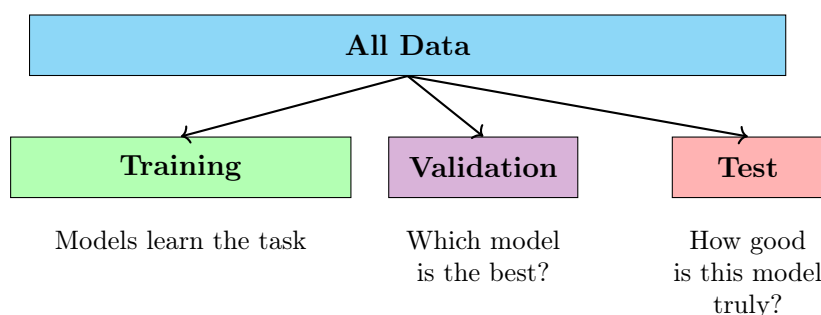 All Data
Training
Validation
Test
Models learn the task
Which model
is the best?
How good
is this model
truly?